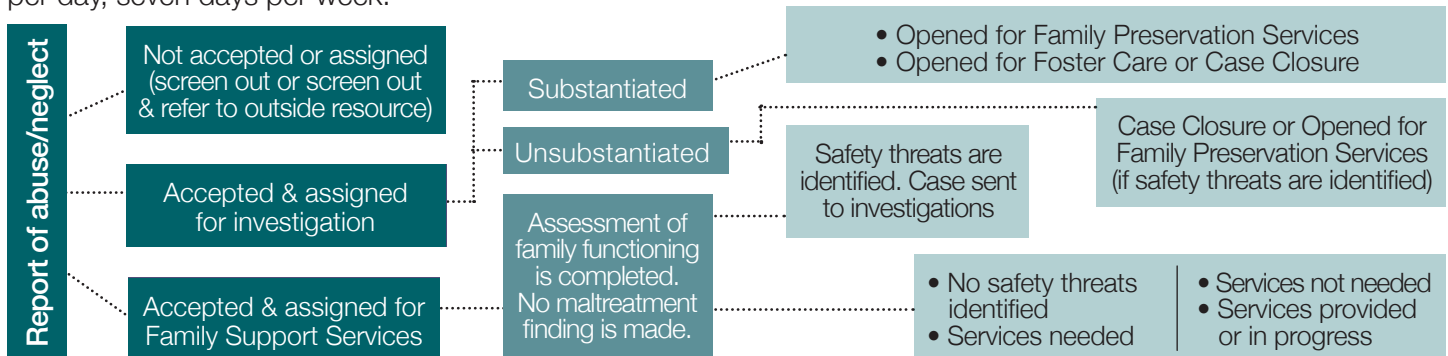 per day, seven days per week.
Report of abuse/neglect
Not accepted or assigned
(screen out or screen out
& refer to outside resource)
Accepted & assigned
for investigation
Accepted & assigned for
Family Support Services
Substantiated
Unsubstantiated
Assessment of
family functioning
is completed.
No maltreatment
finding is made.
• Opened for Family Preservation Services
• Opened for Foster Care or Case Closure
Case Closure or Opened for
Family Preservation Services
(if safety threats are identified)
Safety threats are
identified. Case sent
to investigations
• No safety threats
identified
• Services needed
• Services not needed
• Services provided
or in progress